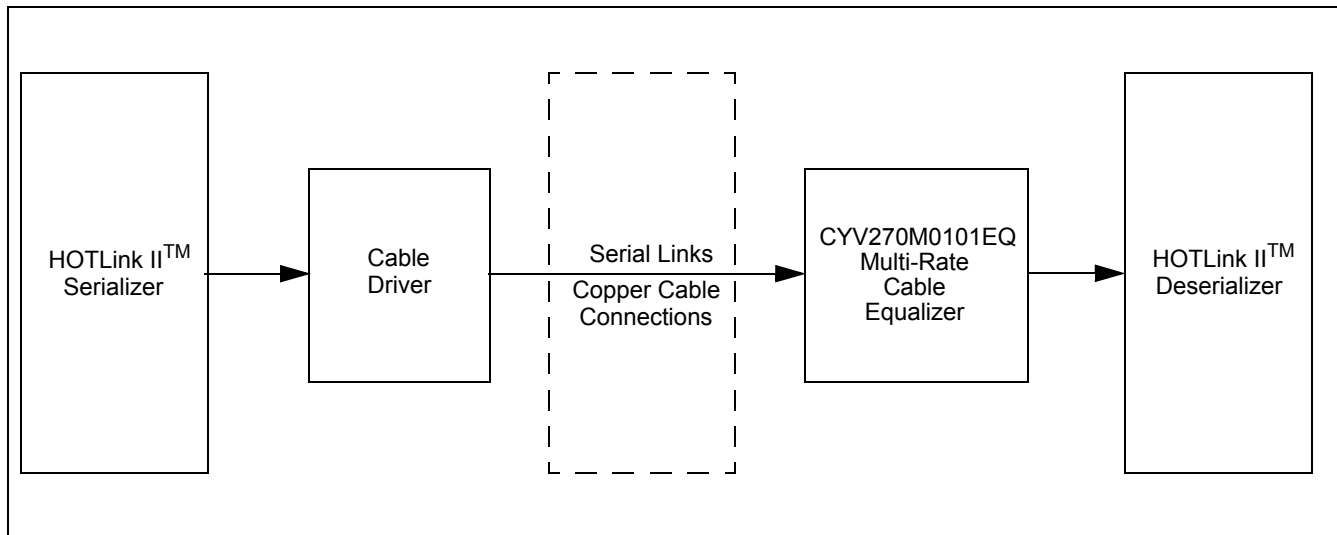 HOTLink II™
Serializer
Cable
Driver
Serial Links
Copper Cable
Connections
CYV270M0101EQ
Multi-Rate
Cable
Equalizer
HOTLink II™
Deserializer